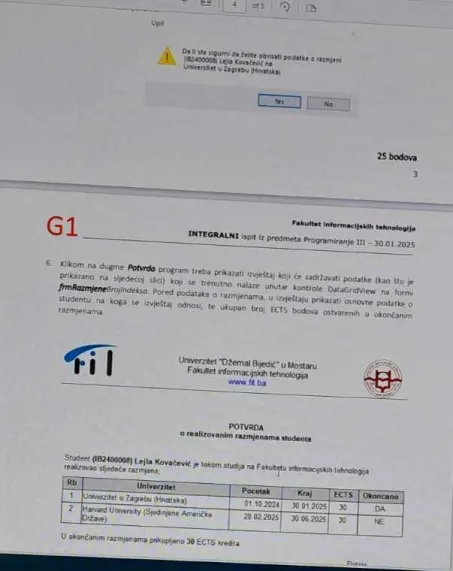 4 of 5
Upit
Da li ste sigurni da želite obrisati podatke o razmjeni
(IB2400008) Lejla Kovačević na
Univerzitet u Zagrebu (Hrvatska)
Yes No
25 bodova
3
G1
Fakultet informacijskih tehnologija
INTEGRALNI ispit iz predmeta Programiranje III - 30.01.2025
6. Klikom na dugme Potvrda program treba prikazati izvještaj koji će sadržavati podatke (kao što je
prikazano na sljedećoj slici) koji se trenutno nalaze unutar kontrole DataGridView na formi
frmRazmjeneBrojIndeksa. Pored podataka o razmjenama, u izvještaju prikazati osnovne podatke o
studentu na koga se izvještaj odnosi, te ukupan broj ECTS bodova ostvarenih u okončanim
razmjenama.
fil
Univerzitet "Džemal Bijedić" u Mostaru
Fakultet informacijskih tehnologija
www.fit.ba
POTVRDA
o realizovanim razmjenama studenta
Student (IB2400008) Lejla Kovačević je tokom studija na Fakultetu informacijskih tehnologija
realizovao sljedeće razmjene:
Rb Univerzitet Pocetak Kraj ECTS Okoncano
1 Univerzitet u Zagrebu (Hrvatska) 01.10.2024 30.01.2025 30 DA
2 Harvard University (Sjedinjene Američke
Države) 28.02.2025 30.06.2025 30 NE
U okončanim razmjenama prikupljeno 30 ECTS kredita